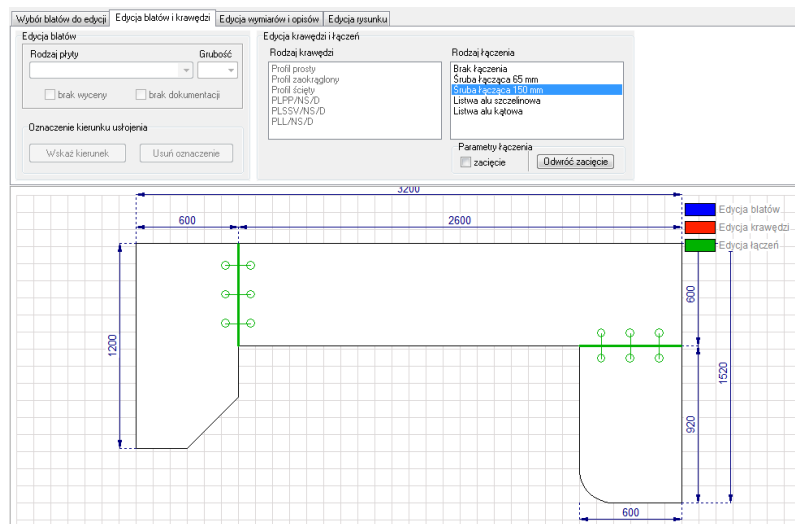 Wybór blatów do edycji
Edycja blatów i krawędzi
Edycja wymiarów i opisów
Edycja rysunku
Edycja blatów
Rodzaj płyty
Grubość
brak wyceny
brak dokumentacji
Oznaczenie kierunku usłojenia
Wskaż kierunek
Usuń oznaczenie
Edycja krawędzi i łączeń
Rodzaj krawędzi
Profil prosty
Profil zaokrąglony
Profil ścięty
PLPP/NS/D
PLSSV/NS/D
PLL/NS/D
Rodzaj łączenia
Brak łączenia
Śruba łącząca 65 mm
Śruba łącząca 150 mm
Listwa alu szczelinowa
Listwa alu kątowa
Parametry łączenia
zacięcie
Odwróć zacięcie
3200
600
2600
Edycja blatów
Edycja krawędzi
Edycja łączeń
600
1200
1520
920
600